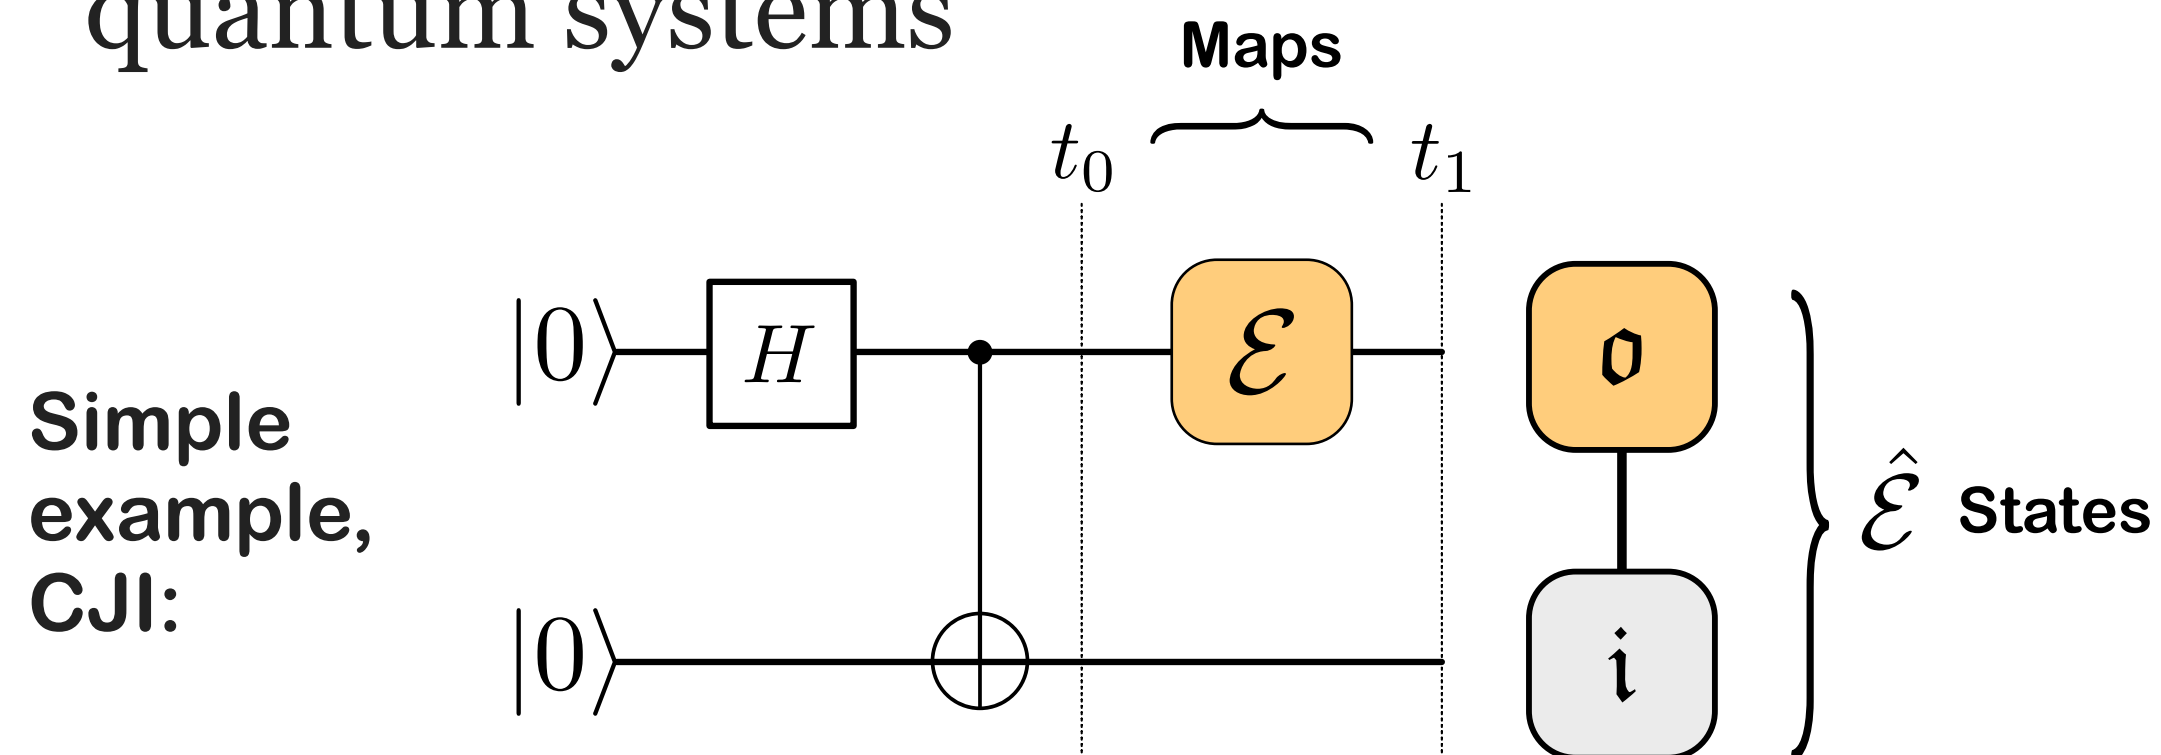 quantum systems
Maps
t₀ t₁
|0⟩ H ℰ 𝔬
Simple
example,
CJI:
ℰ̂ States
|0⟩ 𝔦